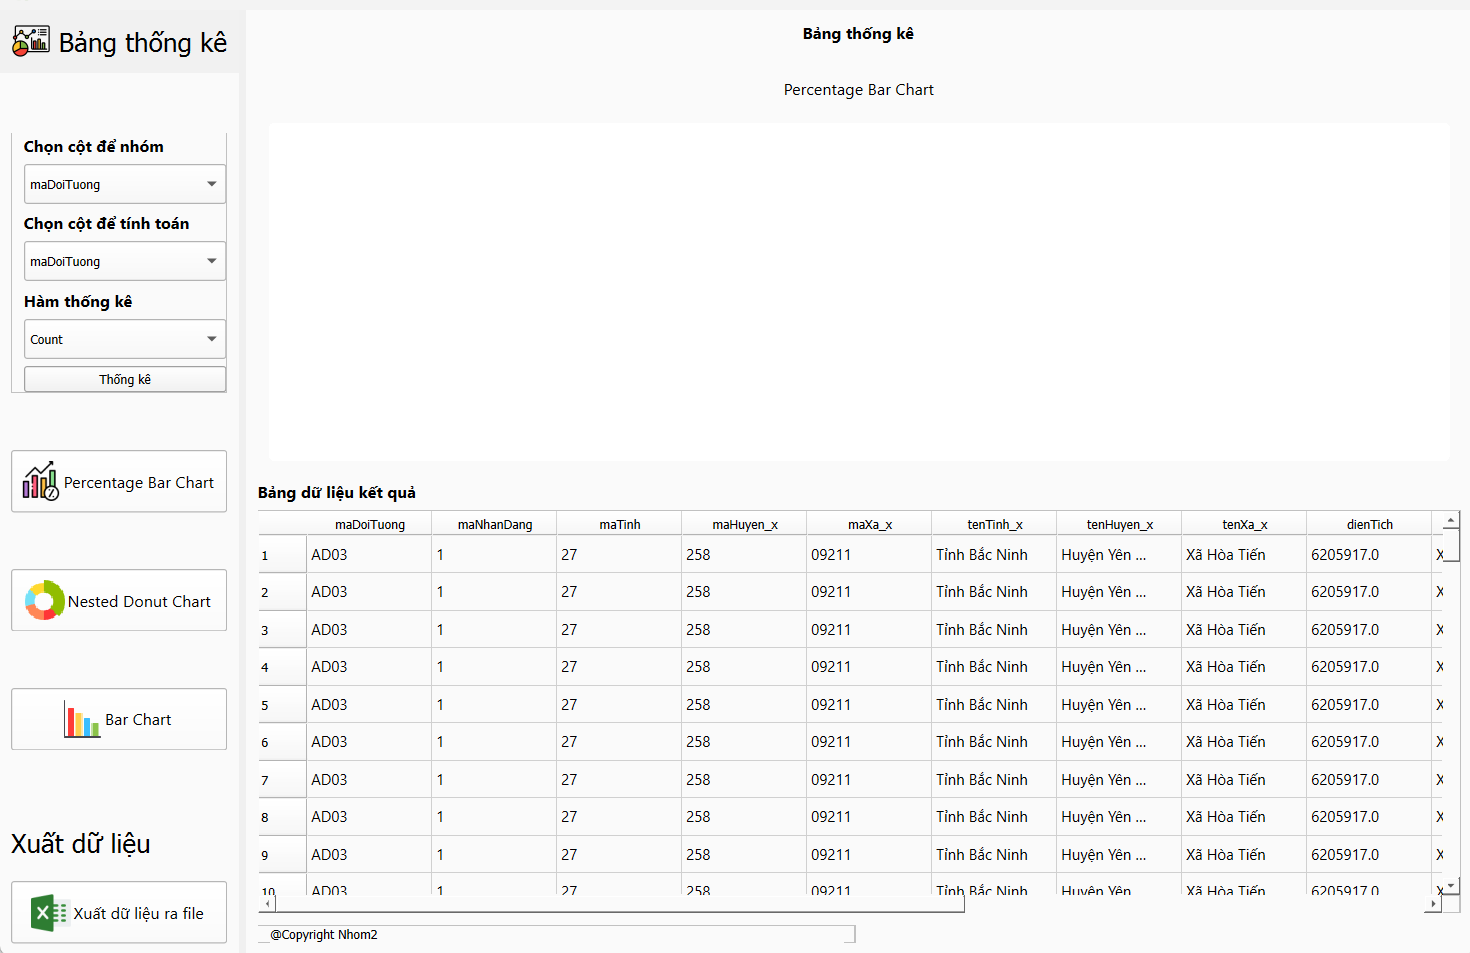 Bảng thống kê
Chọn cột để nhóm
maDoiTuong
Chọn cột để tính toán
maDoiTuong
Hàm thống kê
Count
Thống kê
Percentage Bar Chart
Nested Donut Chart
Bar Chart
Xuất dữ liệu
Xuất dữ liệu ra file
Bảng thống kê
Percentage Bar Chart
Bảng dữ liệu kết quả
maDoiTuong maNhanDang maTinh maHuyen_x maXa_x tenTinh_x tenHuyen_x tenXa_x dienTich
1 AD03 1 27 258 09211 Tỉnh Bắc Ninh Huyện Yên ... Xã Hòa Tiến 6205917.0 X
2 AD03 1 27 258 09211 Tỉnh Bắc Ninh Huyện Yên ... Xã Hòa Tiến 6205917.0 X
3 AD03 1 27 258 09211 Tỉnh Bắc Ninh Huyện Yên ... Xã Hòa Tiến 6205917.0 X
4 AD03 1 27 258 09211 Tỉnh Bắc Ninh Huyện Yên ... Xã Hòa Tiến 6205917.0 X
5 AD03 1 27 258 09211 Tỉnh Bắc Ninh Huyện Yên ... Xã Hòa Tiến 6205917.0 X
6 AD03 1 27 258 09211 Tỉnh Bắc Ninh Huyện Yên ... Xã Hòa Tiến 6205917.0 X
7 AD03 1 27 258 09211 Tỉnh Bắc Ninh Huyện Yên ... Xã Hòa Tiến 6205917.0 X
8 AD03 1 27 258 09211 Tỉnh Bắc Ninh Huyện Yên ... Xã Hòa Tiến 6205917.0 X
9 AD03 1 27 258 09211 Tỉnh Bắc Ninh Huyện Yên ... Xã Hòa Tiến 6205917.0 X
10 AD03 1 27 258 09211 Tỉnh Bắc Ninh Huyện Yên Xã Hòa Tiến 6205917.0 X
@Copyright Nhom2